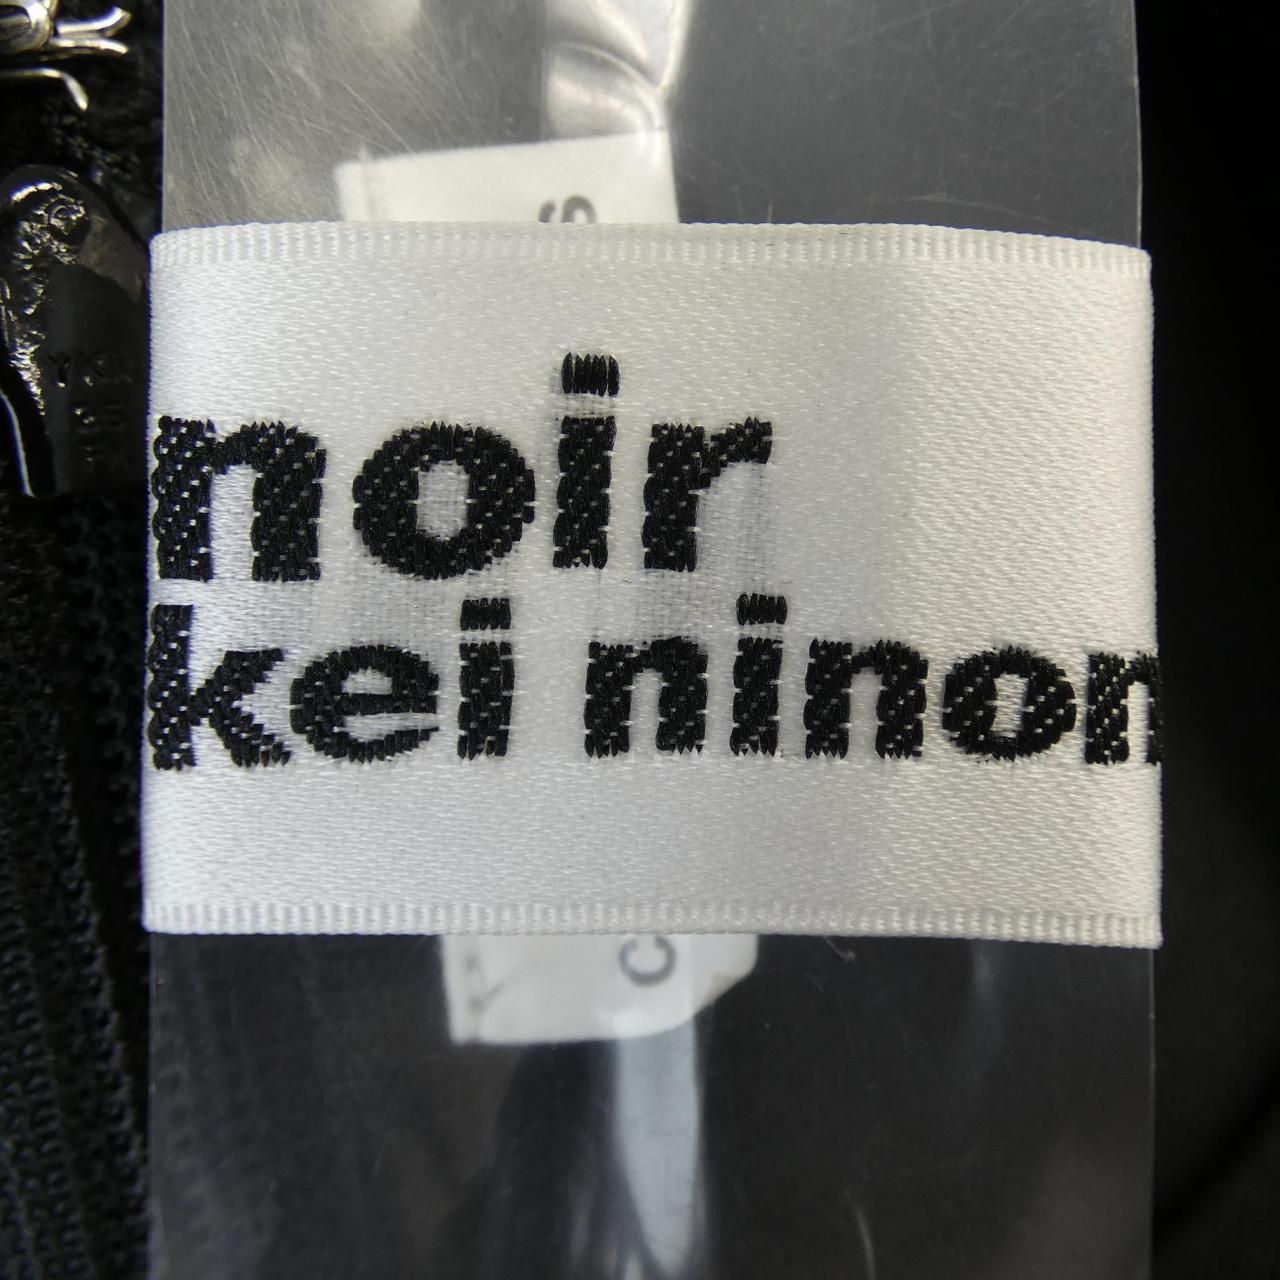 S
noir
kei ninom
C